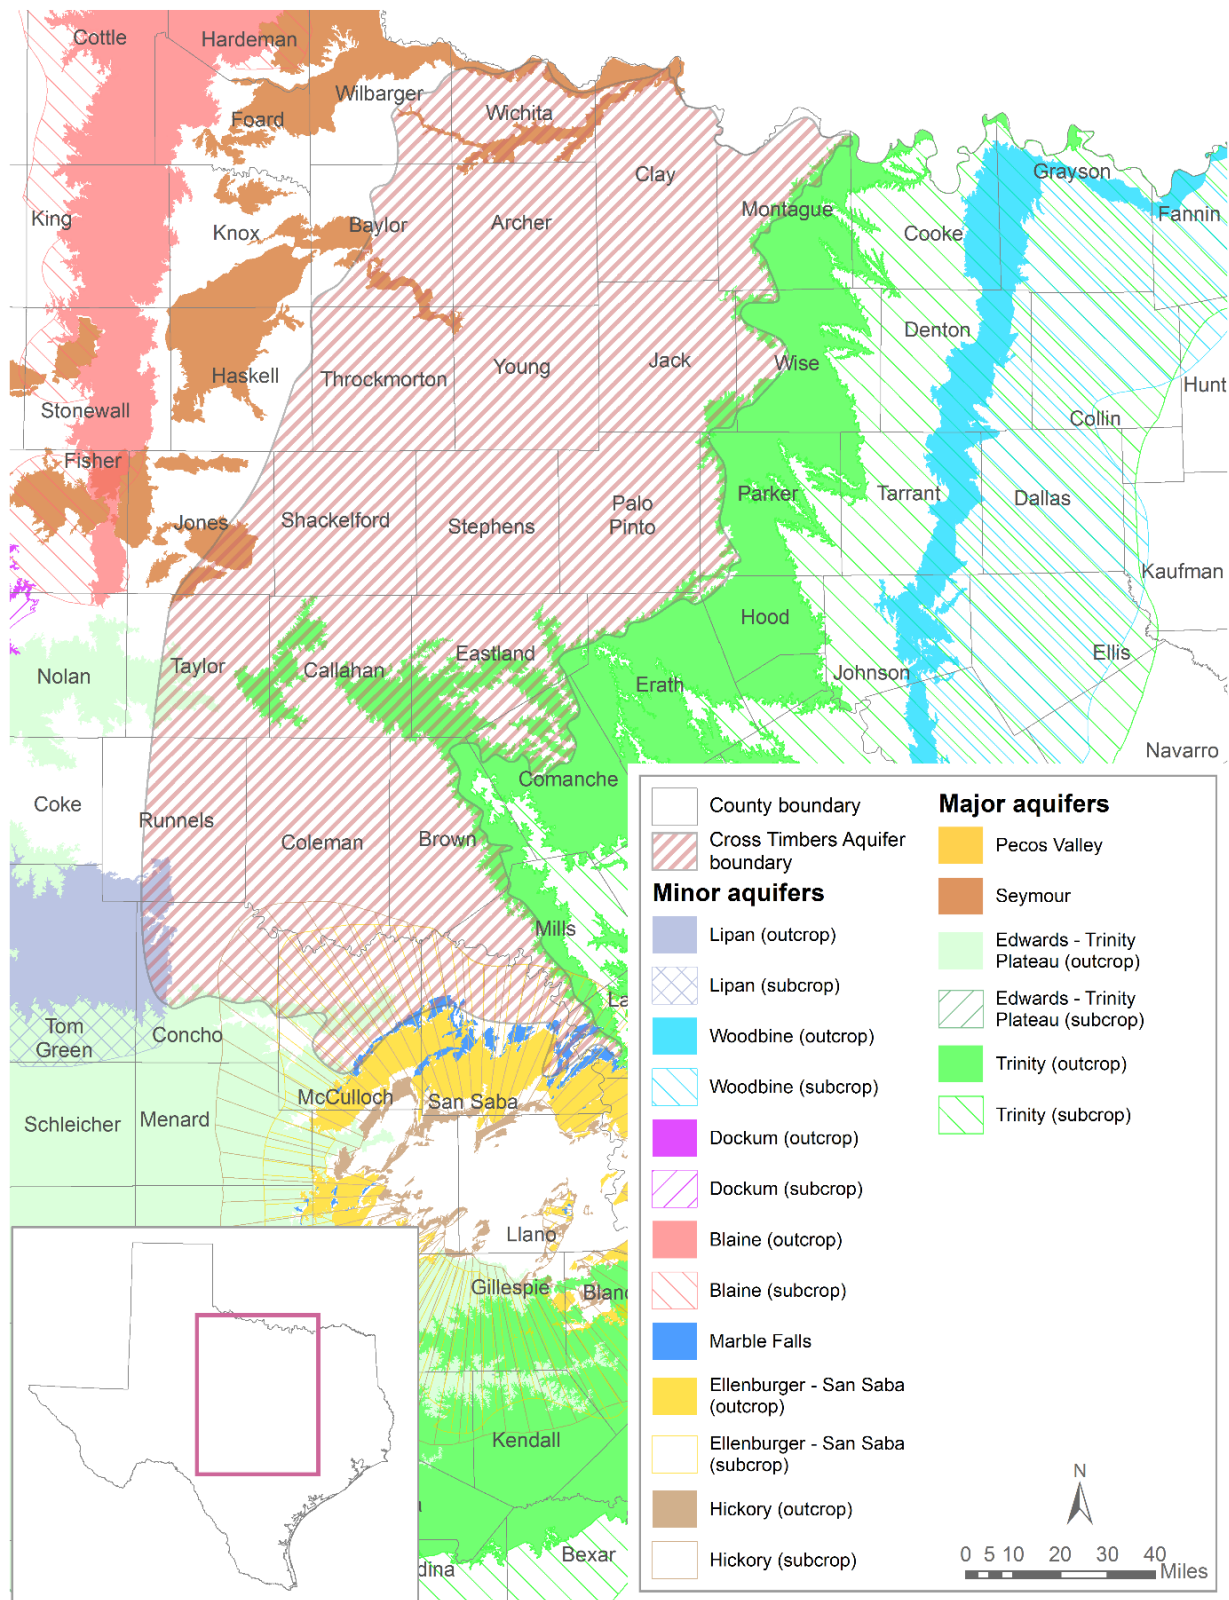 Cottle
Hardeman
Wilbarger
Wichita
Foard
Clay
Grayson
King
Knox
Baylor
Archer
Montague
Cooke
Fannin
Haskell
Throckmorton
Young
Jack
Wise
Denton
Hunt
Stonewall
Collin
Fisher
Jones
Shackelford
Stephens
Palo
Pinto
Parker
Tarrant
Dallas
Kaufman
Nolan
Taylor
Callahan
Eastland
Hood
Erath
Johnson
Ellis
Navarro
Coke
Runnels
Coleman
Brown
Comanche
Mills
La
Tom
Green
Concho
McCulloch
San Saba
Schleicher
Menard
Llano
Gillespie
Blanc
Kendall
Bexar
dina
County boundary
Cross Timbers Aquifer
boundary
Minor aquifers
Lipan (outcrop)
Lipan (subcrop)
Woodbine (outcrop)
Woodbine (subcrop)
Dockum (outcrop)
Dockum (subcrop)
Blaine (outcrop)
Blaine (subcrop)
Marble Falls
Ellenburger - San Saba
(outcrop)
Ellenburger - San Saba
(subcrop)
Hickory (outcrop)
Hickory (subcrop)
Major aquifers
Pecos Valley
Seymour
Edwards - Trinity
Plateau (outcrop)
Edwards - Trinity
Plateau (subcrop)
Trinity (outcrop)
Trinity (subcrop)
N
0 5 10 20 30 40
Miles